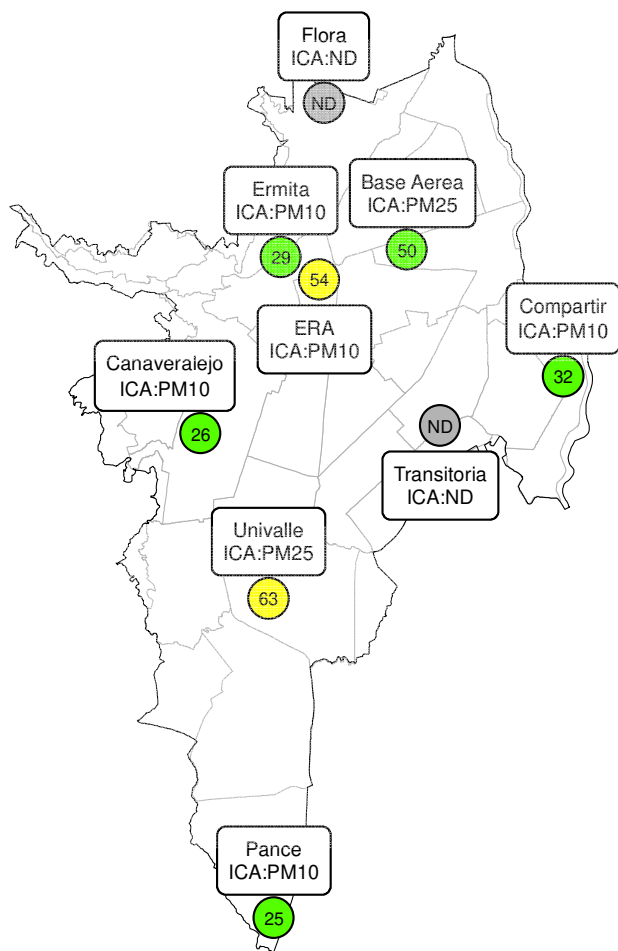 Flora
ICA:ND
ND
Ermita
ICA:PM10
29
Base Aerea
ICA:PM25
50
54
ERA
ICA:PM10
Compartir
ICA:PM10
32
Canaveralejo
ICA:PM10
26
ND
Transitoria
ICA:ND
Univalle
ICA:PM25
63
Pance
ICA:PM10
25